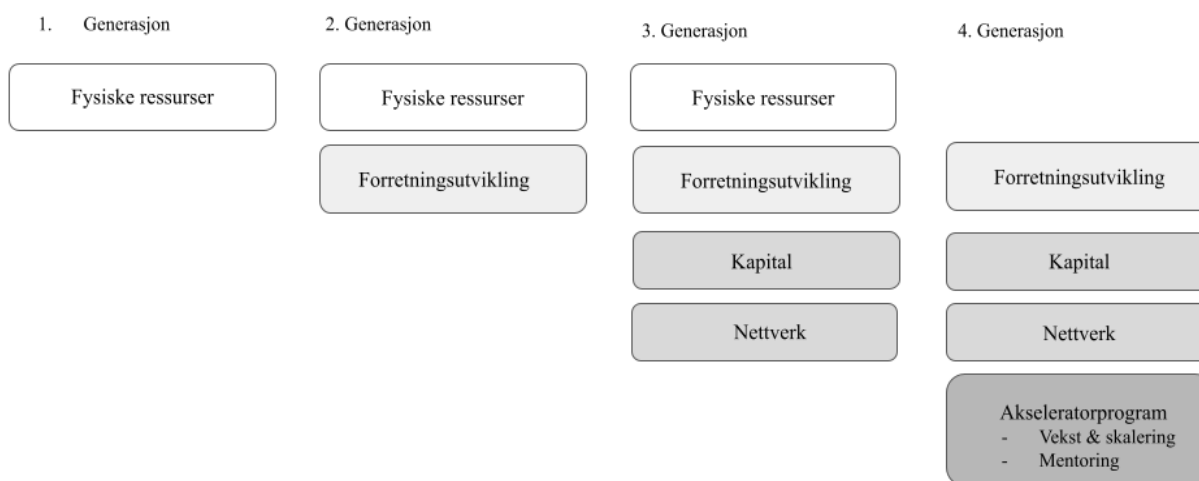 1. Generasjon
Fysiske ressurser
2. Generasjon
Fysiske ressurser
Forretningsutvikling
3. Generasjon
Fysiske ressurser
Forretningsutvikling
Kapital
Nettverk
4. Generasjon
Forretningsutvikling
Kapital
Nettverk
Akseleratorprogram
- Vekst & skalering
- Mentoring